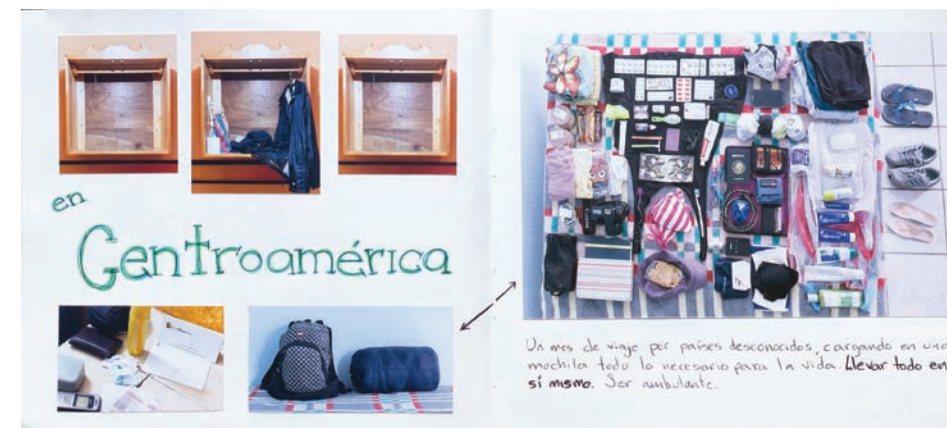 en
Centroamérica
Un mes de viaje por países desconocidos, cargando en una
mochila todo lo necesario para la vida. Llevar todo en
sí mismo. Ser ambulante.